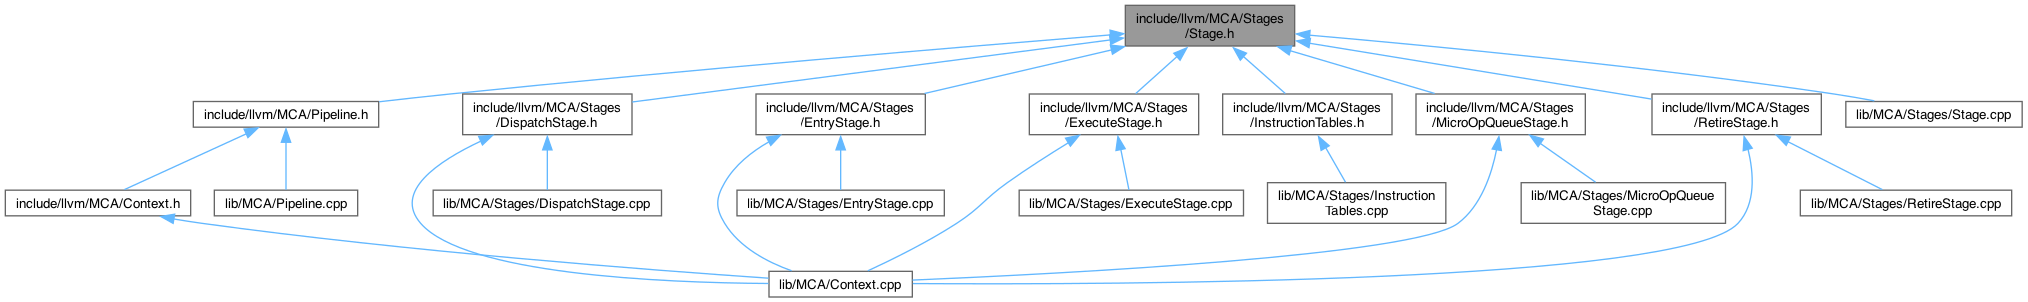 include/llvm/MCA/Stages
/Stage.h
include/llvm/MCA/Pipeline.h
include/llvm/MCA/Stages
/DispatchStage.h
include/llvm/MCA/Stages
/EntryStage.h
include/llvm/MCA/Stages
/ExecuteStage.h
include/llvm/MCA/Stages
/InstructionTables.h
include/llvm/MCA/Stages
/MicroOpQueueStage.h
include/llvm/MCA/Stages
/RetireStage.h
lib/MCA/Stages/Stage.cpp
include/llvm/MCA/Context.h
lib/MCA/Pipeline.cpp
lib/MCA/Stages/DispatchStage.cpp
lib/MCA/Stages/EntryStage.cpp
lib/MCA/Stages/ExecuteStage.cpp
lib/MCA/Stages/Instruction
Tables.cpp
lib/MCA/Stages/MicroOpQueue
Stage.cpp
lib/MCA/Stages/RetireStage.cpp
lib/MCA/Context.cpp